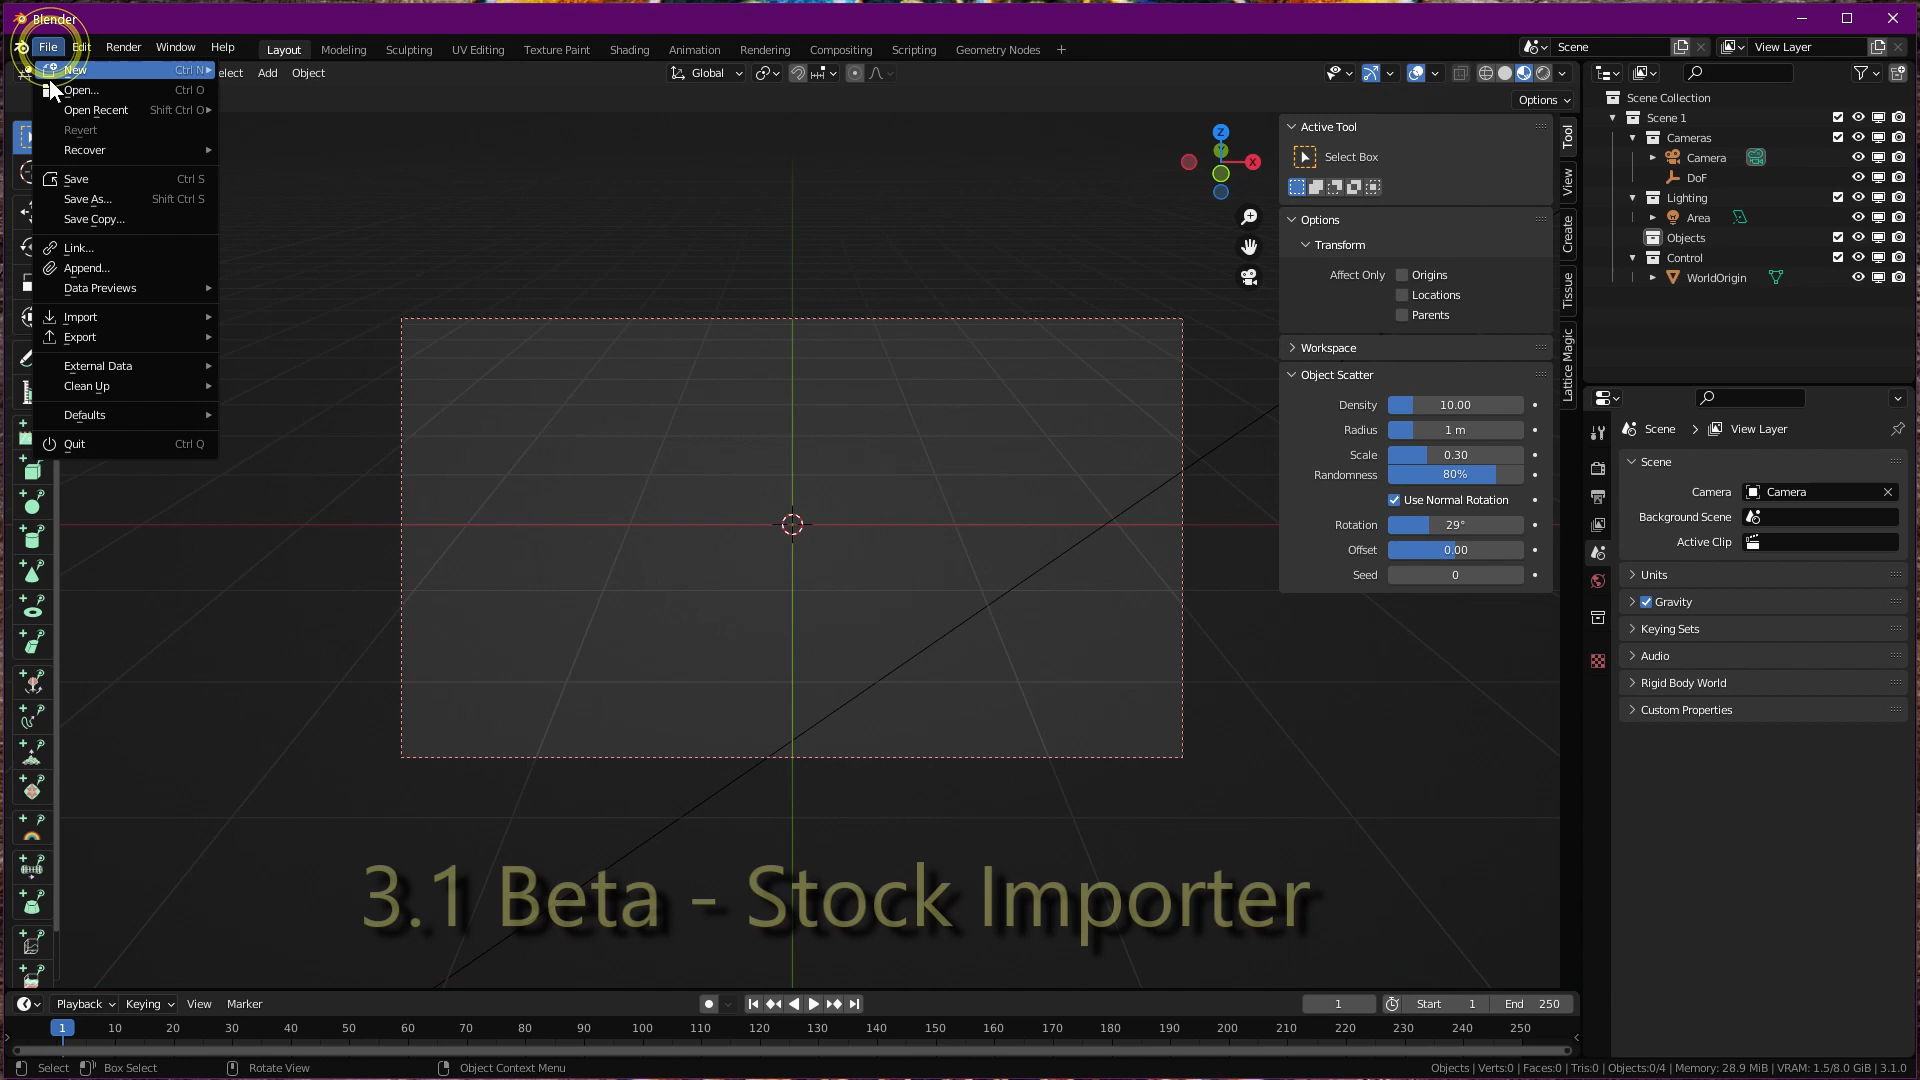 Blender
File Edit Render Window Help Layout Modeling Sculpting UV Editing Texture Paint Shading Animation Rendering Compositing Scripting Geometry Nodes + Scene View Layer
Add Object Global
Options
New Ctrl N
Open... Ctrl O
Open Recent Shift Ctrl O
Revert
Recover
Save Ctrl S
Save As... Shift Ctrl S
Save Copy...
Link...
Append...
Data Previews
Import
Export
External Data
Clean Up
Defaults
Quit Ctrl Q
Z
Y
X
Active Tool
Select Box
Options
Transform
Affect Only Origins
Locations
Parents
Workspace
Object Scatter
Density 10.00
Radius 1 m
Scale 0.30
Randomness 80%
Use Normal Rotation
Rotation 29°
Offset 0.00
Seed 0
Tool
View
Create
Tissue
Lattice Magic
Scene Collection
Scene 1
Cameras
Camera
DoF
Lighting
Area
Objects
Control
WorldOrigin
Scene > View Layer
Scene
Camera Camera
Background Scene
Active Clip
Units
Gravity
Keying Sets
Audio
Rigid Body World
Custom Properties
3.1 Beta - Stock Importer
Playback Keying View Marker 1 Start 1 End 250
1 10 20 30 40 50 60 70 80 90 100 110 120 130 140 150 160 170 180 190 200 210 220 230 240 250
Select Box Select Rotate View Object Context Menu Objects | Verts:0 | Faces:0 | Tris:0 | Objects:0/4 | Memory: 28.9 MiB | VRAM: 1.5/8.0 GiB | 3.1.0